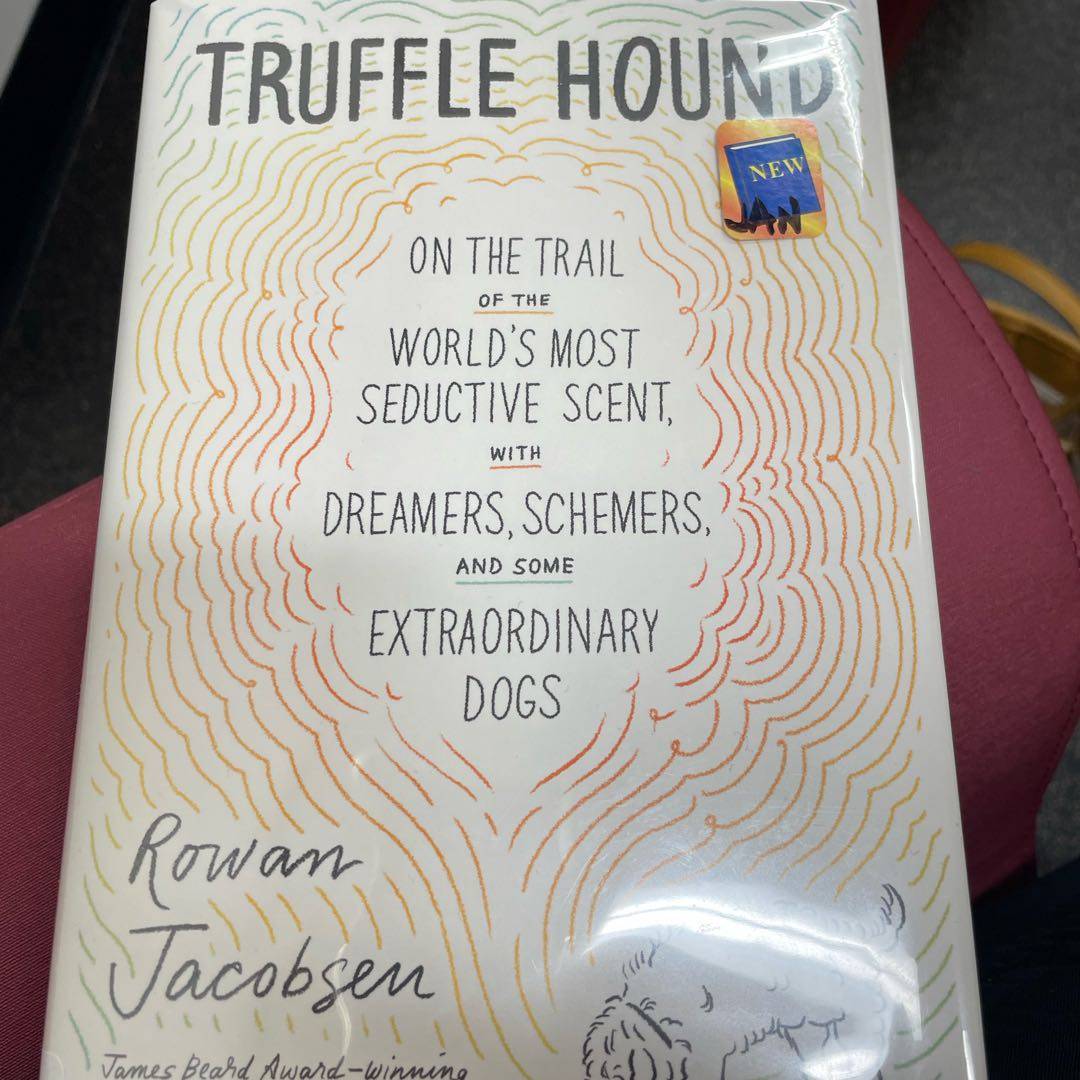 TRUFFLE HOUND
NEW
JAN
ON THE TRAIL
OF THE
WORLD'S MOST
SEDUCTIVE SCENT,
WITH
DREAMERS, SCHEMERS,
AND SOME
EXTRAORDINARY
DOGS
Rowan
Jacobsen
James Beard Award-winning